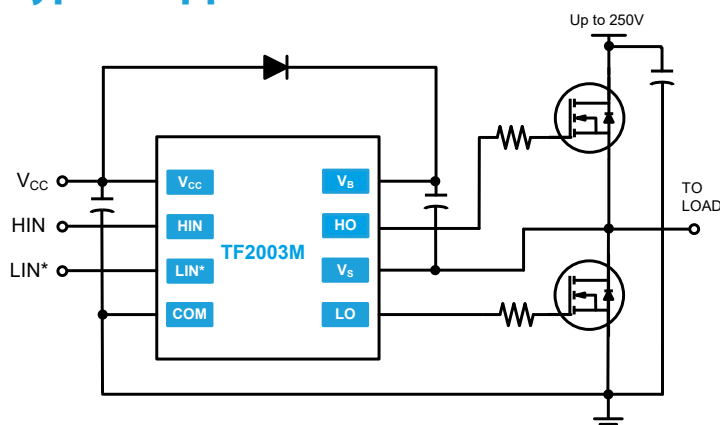 Up to 250V
VCC
HIN
LIN*
VCC
HIN
LIN*
COM
TF2003M
VB
HO
VS
LO
TO
LOAD